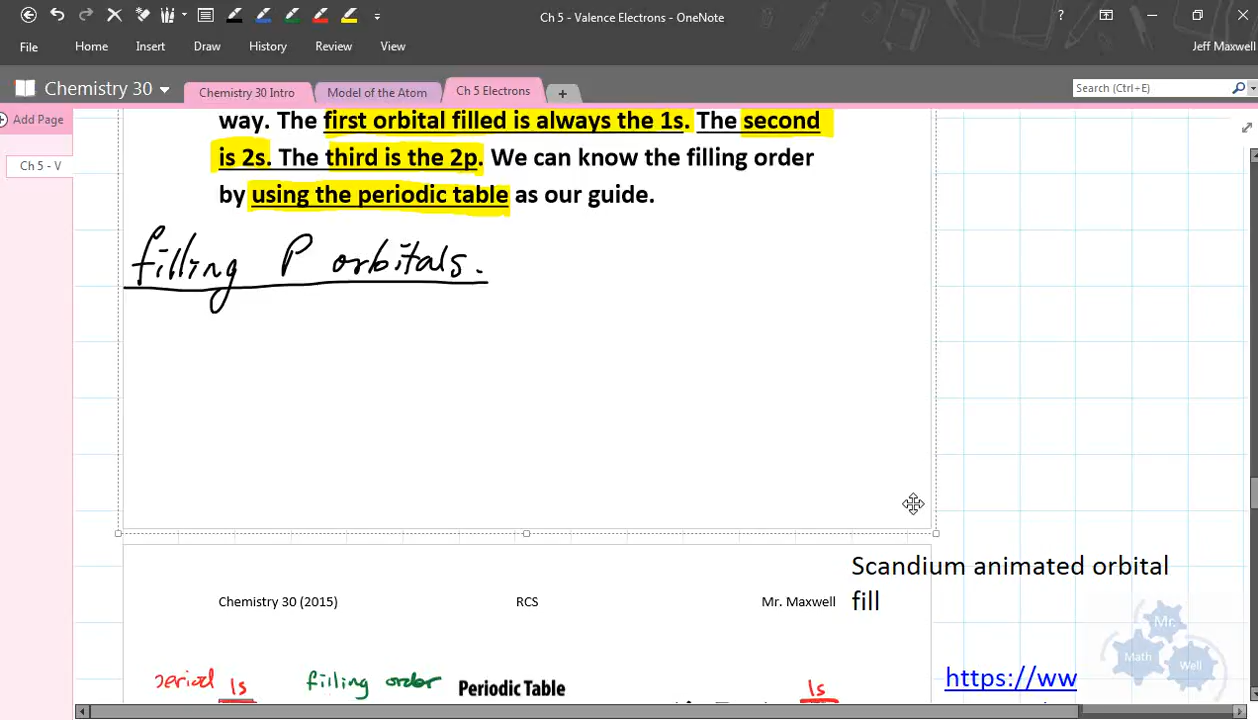 Ch 5 - Valence Electrons - OneNote
?
File Home Insert Draw History Review View
Jeff Maxwell
Chemistry 30
Chemistry 30 Intro
Model of the Atom
Ch 5 Electrons
Search (Ctrl+E)
Add Page
Ch 5 - V
way. The first orbital filled is always the 1s. The second
is 2s. The third is the 2p. We can know the filling order
by using the periodic table as our guide.
filling P orbitals.
Scandium animated orbital
fill
Chemistry 30 (2015) RCS Mr. Maxwell
Mr.
Math
Well
https://ww
period 1s filling order Periodic Table 1s